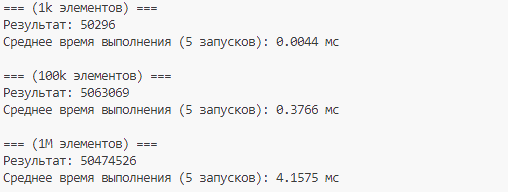 === (1k элементов) ===
Результат: 50296
Среднее время выполнения (5 запусков): 0.0044 мс
=== (100k элементов) ===
Результат: 5063069
Среднее время выполнения (5 запусков): 0.3766 мс
=== (1M элементов) ===
Результат: 50474526
Среднее время выполнения (5 запусков): 4.1575 мс